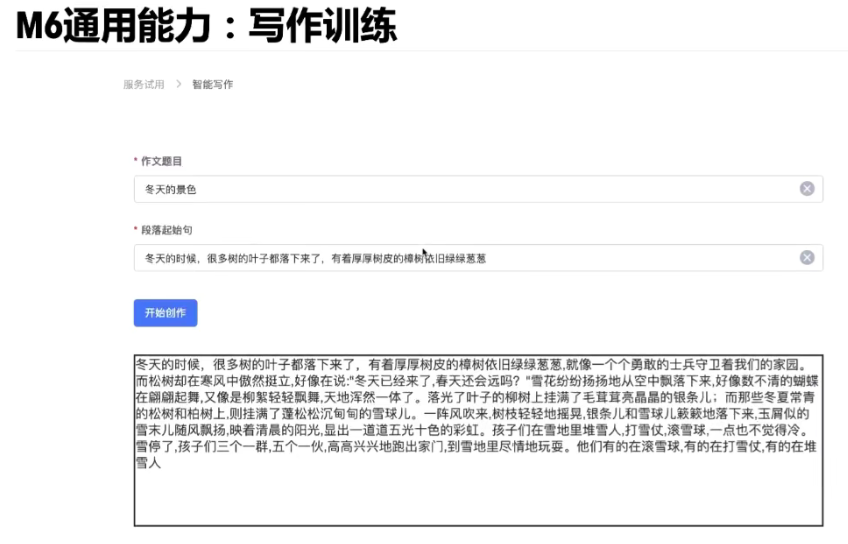 M6通用能力：写作训练
服务试用 > 智能写作
* 作文题目
冬天的景色
* 段落起始句
冬天的时候，很多树的叶子都落下来了，有着厚厚树皮的樟树依旧绿绿葱葱
开始创作
冬天的时候，很多树的叶子都落下来了，有着厚厚树皮的樟树依旧绿绿葱葱,就像一个个勇敢的士兵守卫着我们的家园。
而松树却在寒风中傲然挺立,好像在说:"冬天已经来了,春天还会远吗？"雪花纷纷扬扬地从空中飘落下来,好像数不清的蝴蝶
在翩翩起舞,又像是柳絮轻轻飘舞,天地浑然一体了。落光了叶子的柳树上挂满了毛茸茸亮晶晶的银条儿；而那些冬夏常青
的松树和柏树上,则挂满了蓬松松沉甸甸的雪球儿。一阵风吹来,树枝轻轻地摇晃,银条儿和雪球儿簌簌地落下来,玉屑似的
雪末儿随风飘扬,映着清晨的阳光,显出一道道五光十色的彩虹。孩子们在雪地里堆雪人,打雪仗,滚雪球,一点也不觉得冷。
雪停了,孩子们三个一群,五个一伙,高高兴兴地跑出家门,到雪地里尽情地玩耍。他们有的在滚雪球,有的在打雪仗,有的在堆
雪人